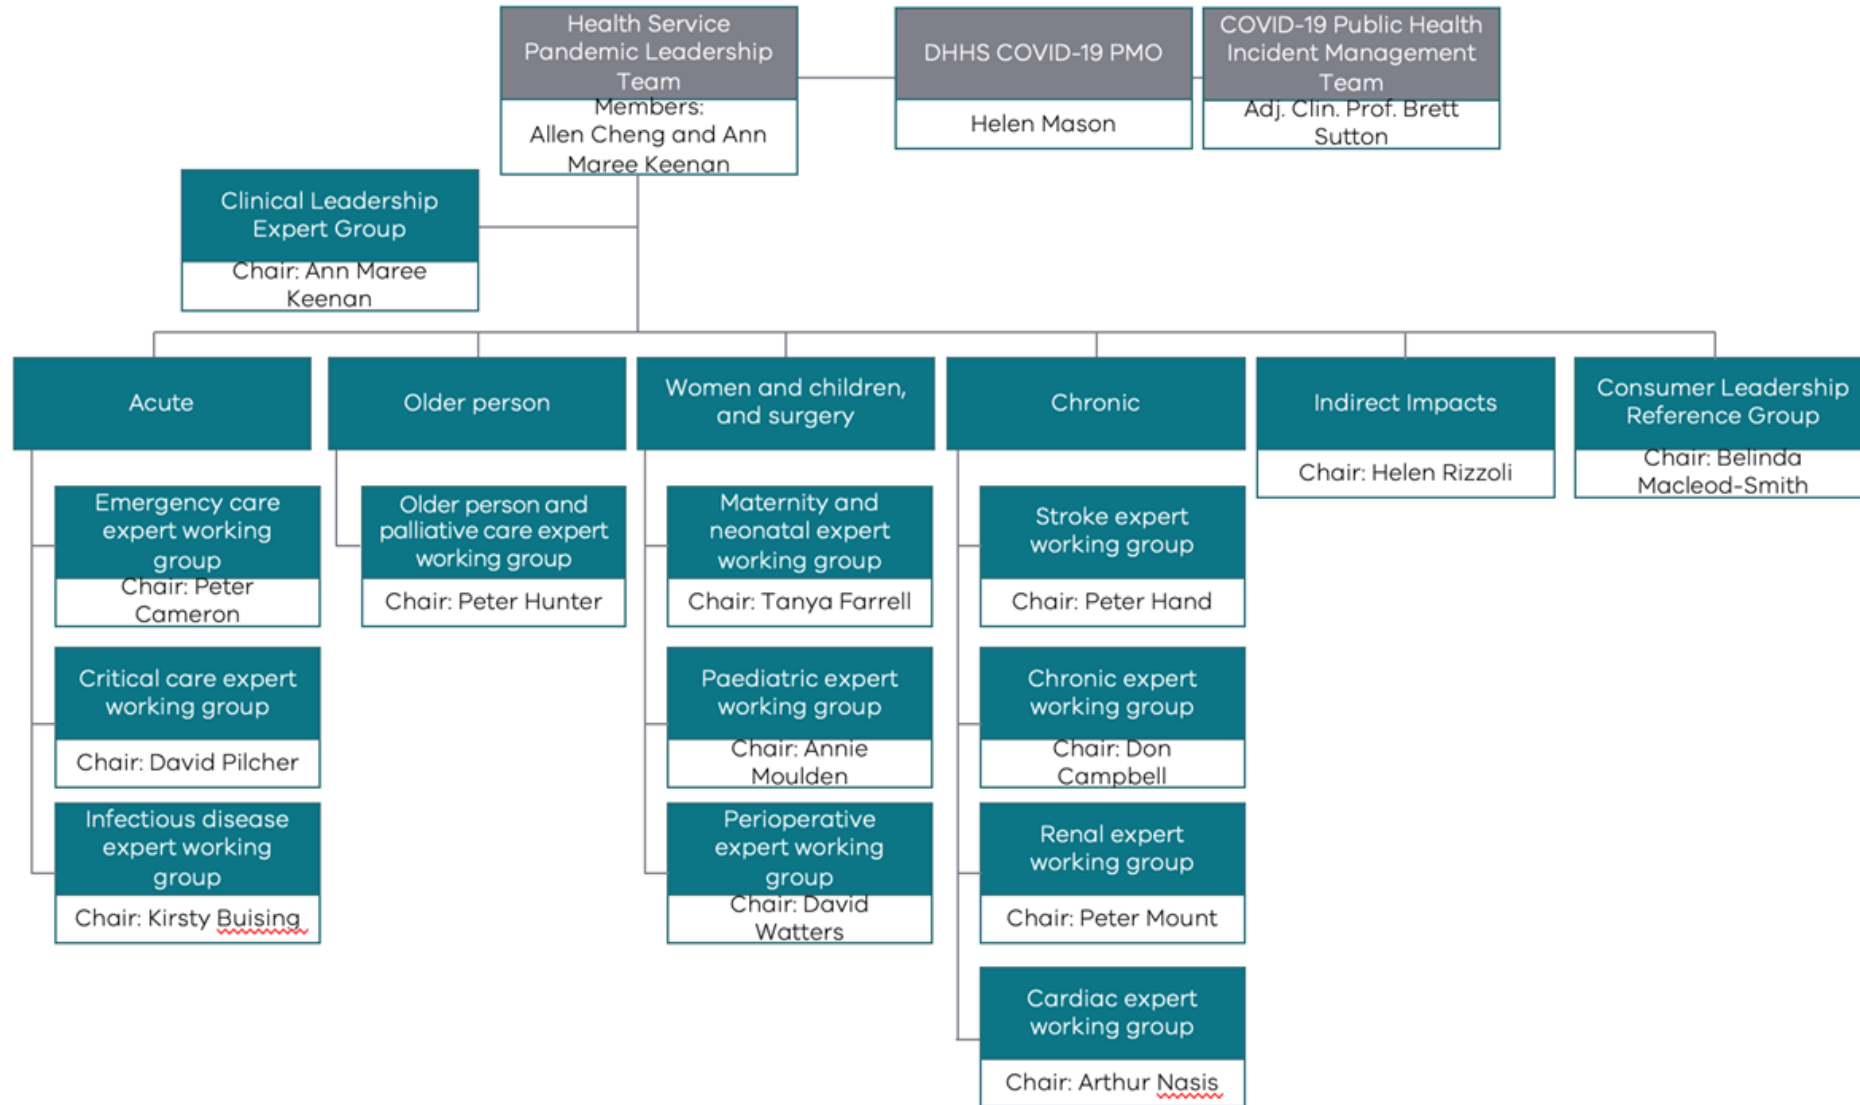 Health Service
Pandemic Leadership
Team
Members:
Allen Cheng and Ann
Maree Keenan
DHHS COVID-19 PMO
Helen Mason
COVID-19 Public Health
Incident Management
Team
Adj. Clin. Prof. Brett
Sutton
Clinical Leadership
Expert Group
Chair: Ann Maree
Keenan
Acute
Older person
Women and children,
and surgery
Chronic
Indirect Impacts
Chair: Helen Rizzoli
Consumer Leadership
Reference Group
Chair: Belinda
Macleod-Smith
Emergency care
expert working
group
Chair: Peter
Cameron
Critical care expert
working group
Chair: David Pilcher
Infectious disease
expert working
group
Chair: Kirsty Buising
Older person and
palliative care expert
working group
Chair: Peter Hunter
Maternity and
neonatal expert
working group
Chair: Tanya Farrell
Paediatric expert
working group
Chair: Annie
Moulden
Perioperative
expert working
group
Chair: David
Watters
Stroke expert
working group
Chair: Peter Hand
Chronic expert
working group
Chair: Don
Campbell
Renal expert
working group
Chair: Peter Mount
Cardiac expert
working group
Chair: Arthur Nasis